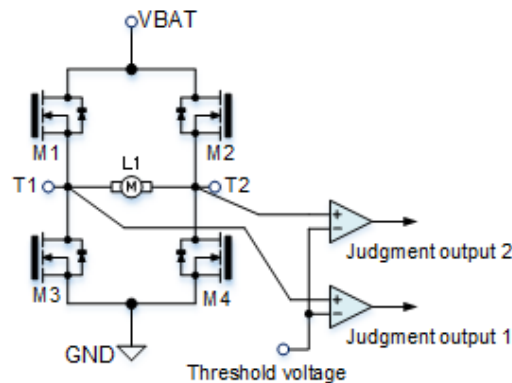 VBAT
M1
M2
L1
M
T1
T2
M3
M4
GND
+
−
Judgment output 2
+
−
Judgment output 1
Threshold voltage